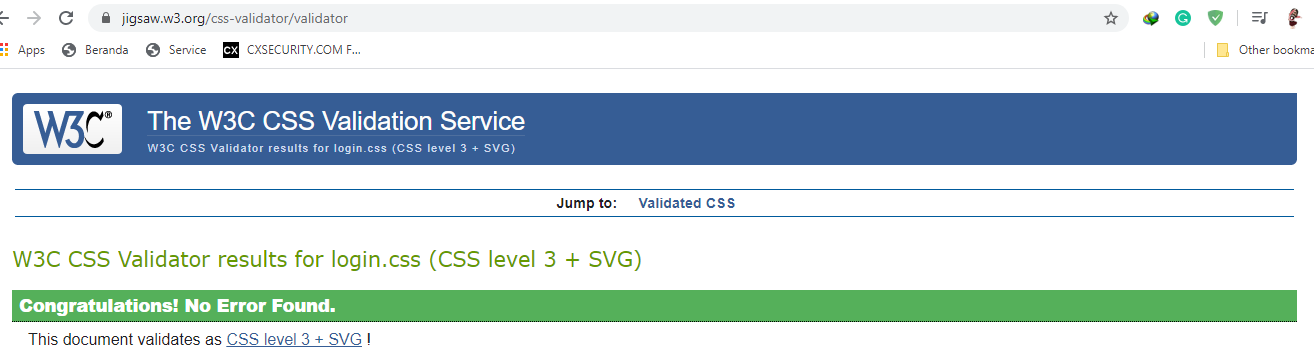 jigsaw.w3.org/css-validator/validator
Apps Beranda Service CX CXSECURITY.COM F... Other bookma
W3C® The W3C CSS Validation Service
W3C CSS Validator results for login.css (CSS level 3 + SVG)
Jump to: Validated CSS
W3C CSS Validator results for login.css (CSS level 3 + SVG)
Congratulations! No Error Found.
This document validates as CSS level 3 + SVG !